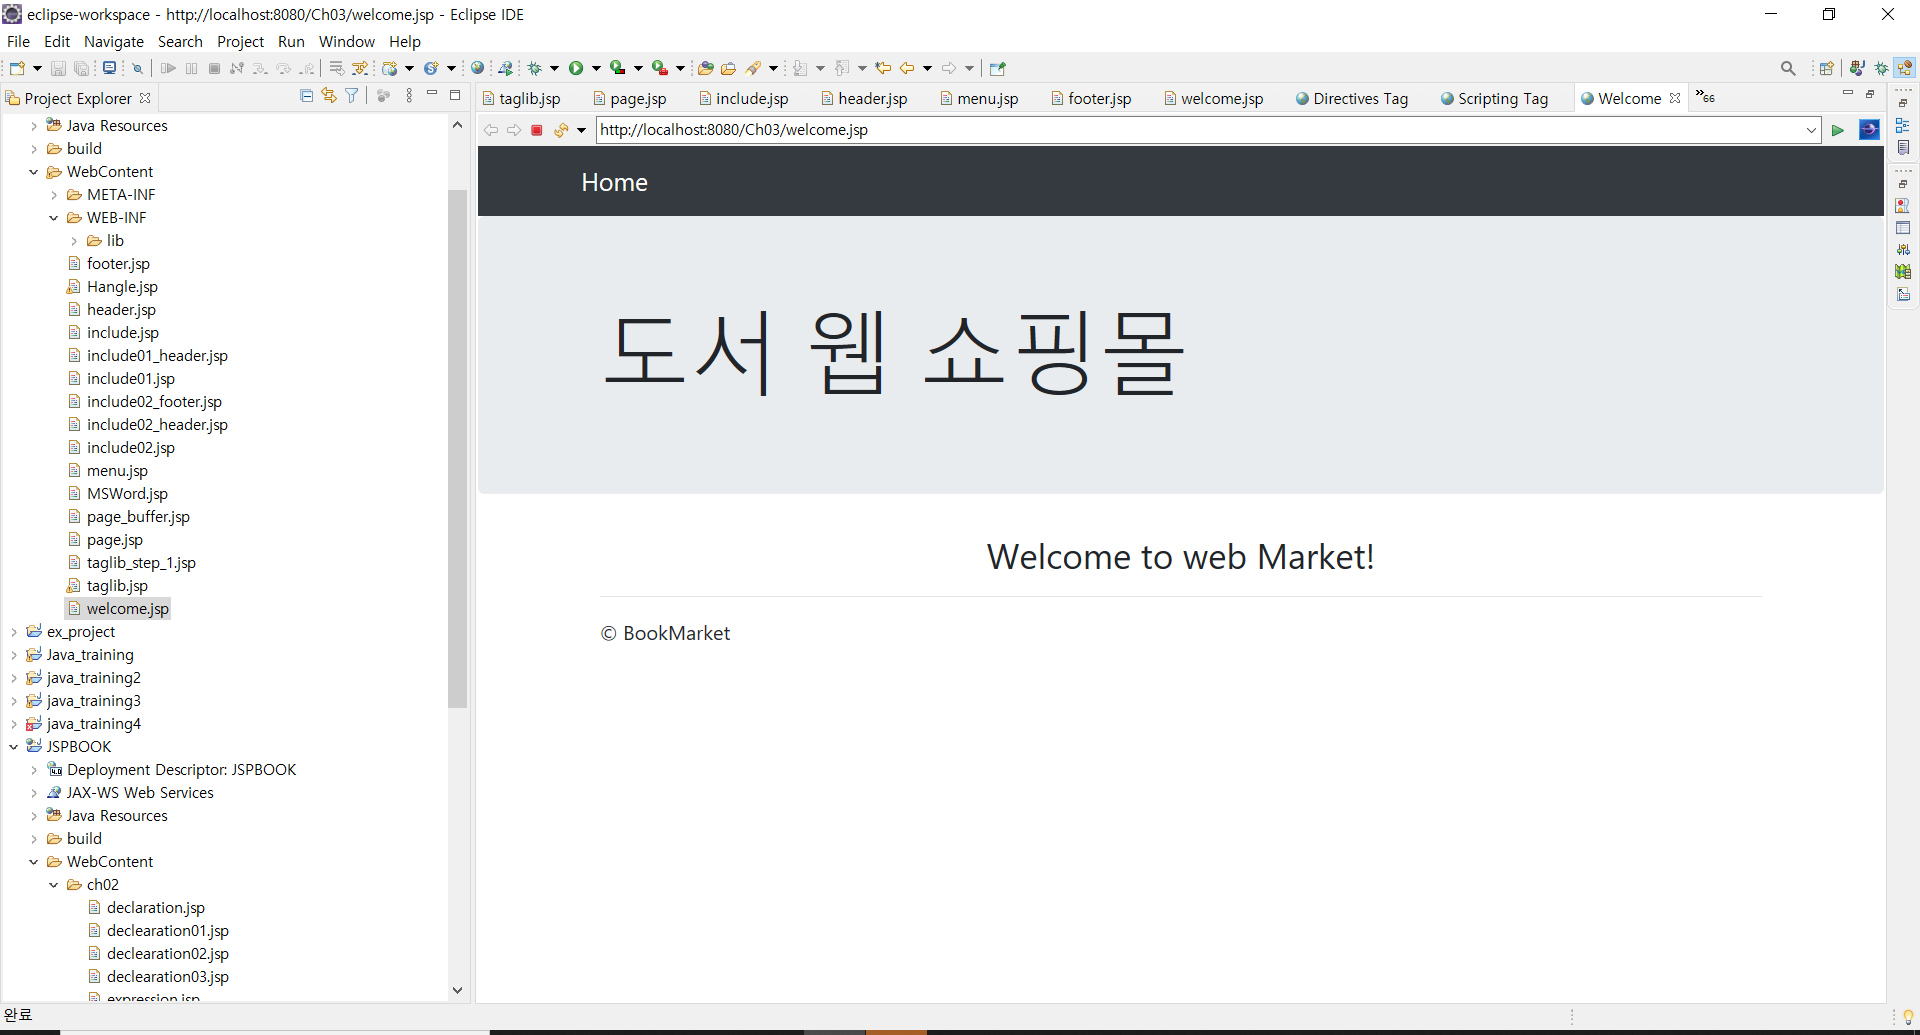 eclipse-workspace - http://localhost:8080/Ch03/welcome.jsp - Eclipse IDE
File Edit Navigate Search Project Run Window Help
Project Explorer
taglib.jsp page.jsp include.jsp header.jsp menu.jsp footer.jsp welcome.jsp Directives Tag Scripting Tag Welcome »66
http://localhost:8080/Ch03/welcome.jsp
Java Resources
build
WebContent
META-INF
WEB-INF
lib
footer.jsp
Hangle.jsp
header.jsp
include.jsp
include01_header.jsp
include01.jsp
include02_footer.jsp
include02_header.jsp
include02.jsp
menu.jsp
MSWord.jsp
page_buffer.jsp
page.jsp
taglib_step_1.jsp
taglib.jsp
welcome.jsp
ex_project
Java_training
java_training2
java_training3
java_training4
JSPBOOK
Deployment Descriptor: JSPBOOK
JAX-WS Web Services
Java Resources
build
WebContent
ch02
declaration.jsp
declearation01.jsp
declearation02.jsp
declearation03.jsp
expression.jsp
Home
도서 웹 쇼핑몰
Welcome to web Market!
© BookMarket
완료